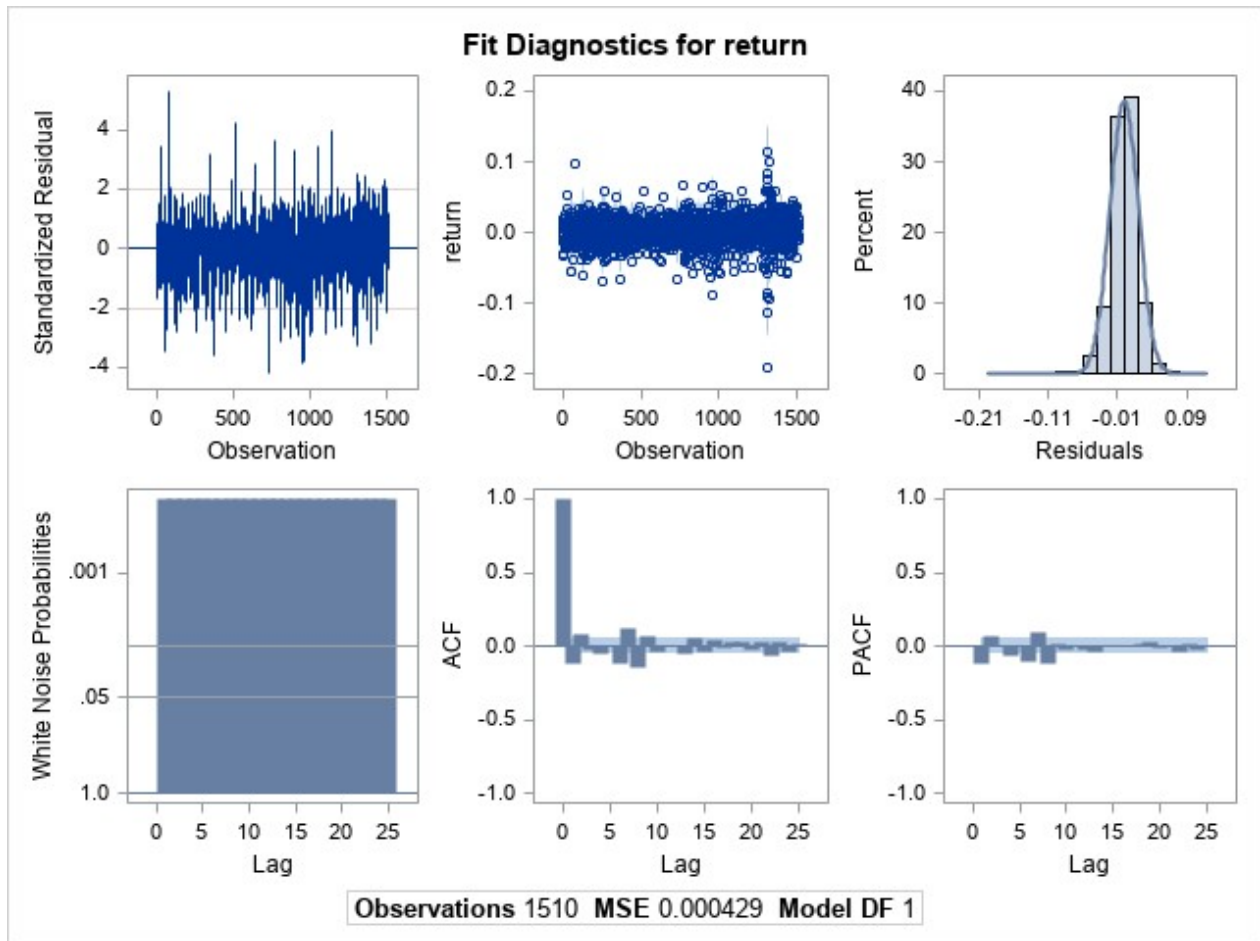 Fit Diagnostics for return
Standardized Residual
4
2
0
-2
-4
0 500 1000 1500
Observation
return
0.2
0.1
0.0
-0.1
-0.2
0 500 1000 1500
Observation
Percent
40
30
20
10
0
-0.21 -0.11 -0.01 0.09
Residuals
White Noise Probabilities
.001
.05
1.0
0 5 10 15 20 25
Lag
ACF
1.0
0.5
0.0
-0.5
-1.0
0 5 10 15 20 25
Lag
PACF
1.0
0.5
0.0
-0.5
-1.0
0 5 10 15 20 25
Lag
Observations 1510 MSE 0.000429 Model DF 1